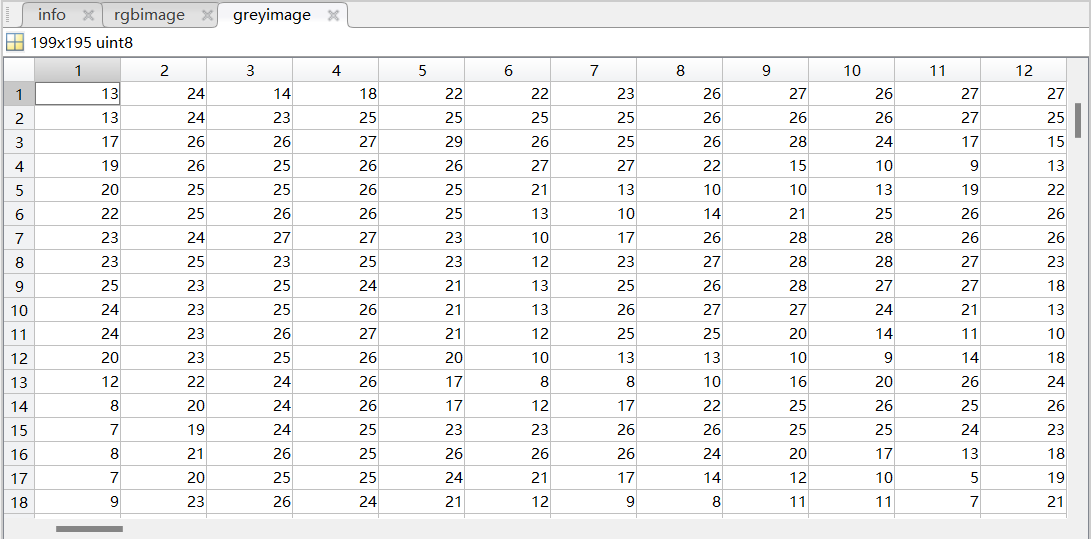 info rgbimage greyimage
199x195 uint8
1 2 3 4 5 6 7 8 9 10 11 12
1 13 24 14 18 22 22 23 26 27 26 27 27
2 13 24 23 25 25 25 25 26 26 26 27 25
3 17 26 26 27 29 26 25 26 28 24 17 15
4 19 26 25 26 26 27 27 22 15 10 9 13
5 20 25 25 26 25 21 13 10 10 13 19 22
6 22 25 26 26 25 13 10 14 21 25 26 26
7 23 24 27 27 23 10 17 26 28 28 26 26
8 23 25 23 25 23 12 23 27 28 28 27 23
9 25 23 25 24 21 13 25 26 28 27 27 18
10 24 23 25 26 21 13 26 27 27 24 21 13
11 24 23 26 27 21 12 25 25 20 14 11 10
12 20 23 25 26 20 10 13 13 10 9 14 18
13 12 22 24 26 17 8 8 10 16 20 26 24
14 8 20 24 26 17 12 17 22 25 26 25 26
15 7 19 24 25 23 23 26 26 25 25 24 23
16 8 21 26 25 26 26 26 24 20 17 13 18
17 7 20 25 25 24 21 17 14 12 10 5 19
18 9 23 26 24 21 12 9 8 11 11 7 21